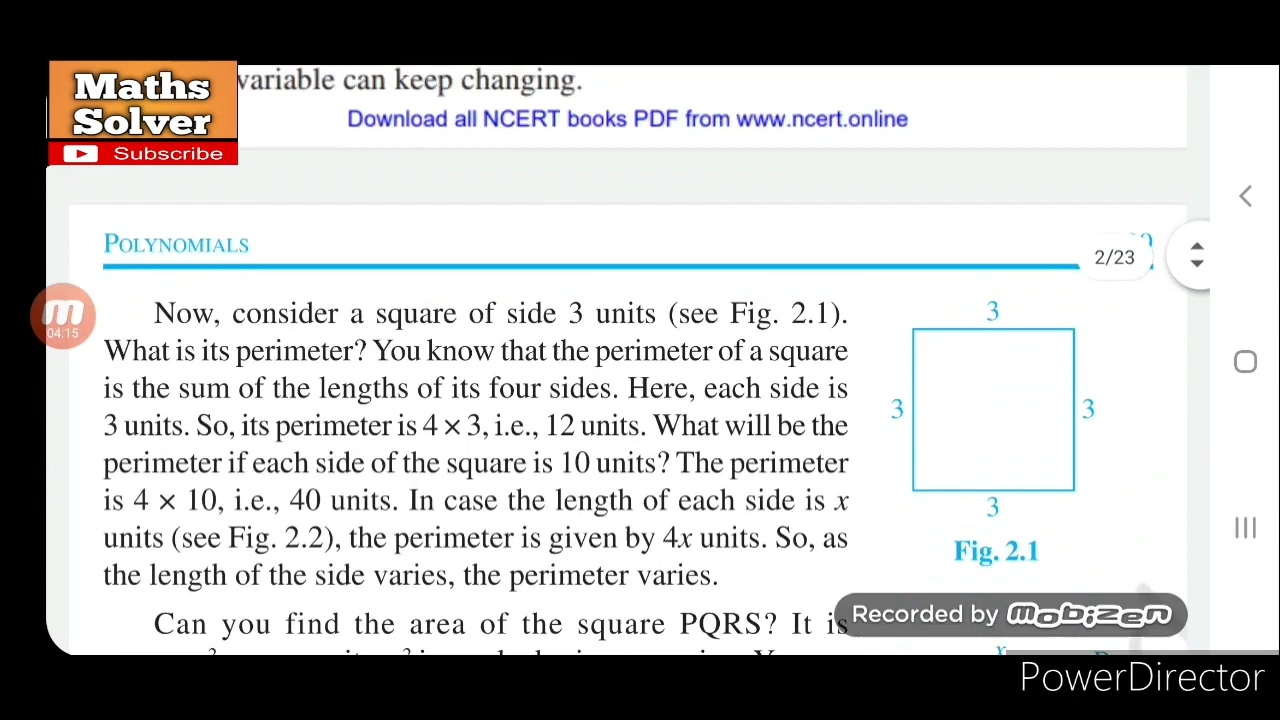 Maths
Solver
Subscribe
variable can keep changing.
Download all NCERT books PDF from www.ncert.online
POLYNOMIALS
2/23
04:15
Now, consider a square of side 3 units (see Fig. 2.1).
What is its perimeter? You know that the perimeter of a square
is the sum of the lengths of its four sides. Here, each side is
3 units. So, its perimeter is 4 × 3, i.e., 12 units. What will be the
perimeter if each side of the square is 10 units? The perimeter
is 4 × 10, i.e., 40 units. In case the length of each side is x
units (see Fig. 2.2), the perimeter is given by 4x units. So, as
the length of the side varies, the perimeter varies.
3
3
3
3
Fig. 2.1
Can you find the area of the square PQRS? It is
Recorded by Mobizen
PowerDirector